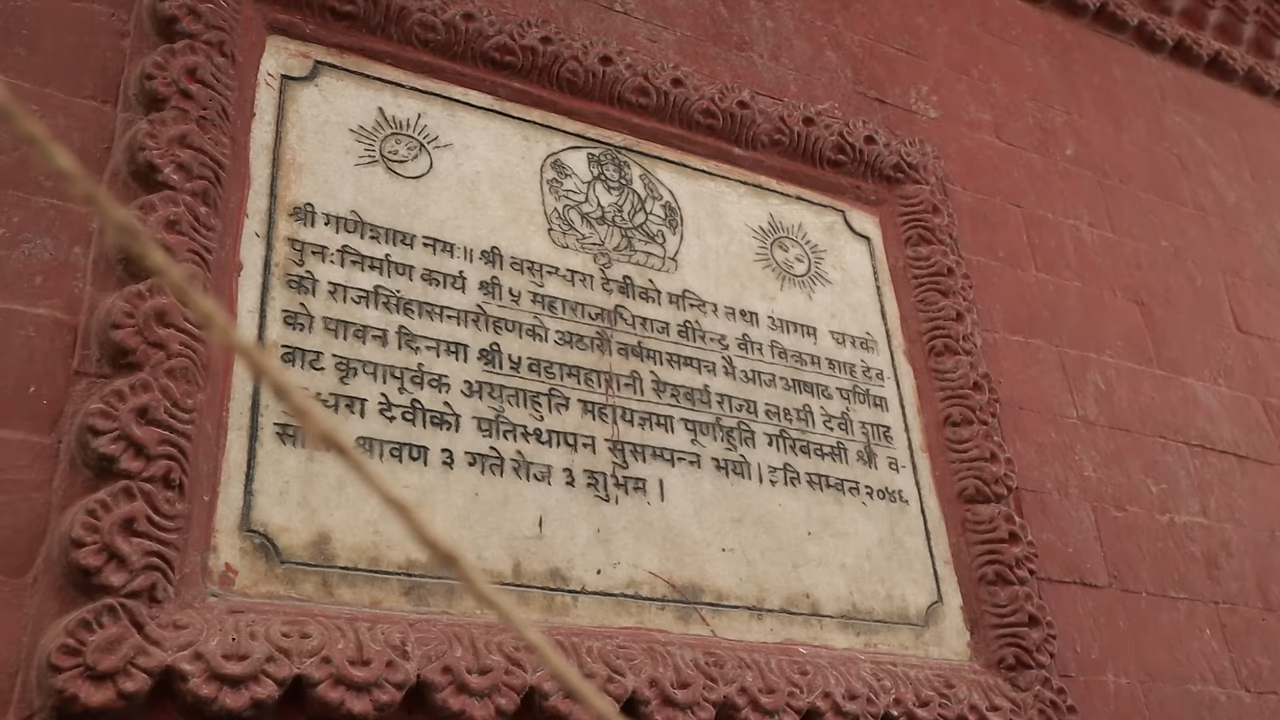 श्री गणेशाय नमः॥ श्री वसुन्धरा देवीको मन्दिर तथा आगम घरको
पुनःनिर्माण कार्य श्री ५ महाराजाधिराज वीरेन्द्र वीर विक्रम शाह देव-
को राजसिंहासनारोहणको अठारौं वर्षमा सम्पन्न भै आज आषाढ पूर्णिमा
को पावन दिनमा श्री ५ वडामहारानी ऐश्वर्य राज्य लक्ष्मी देवी शाह
बाट कृपापूर्वक अयुताहुति महायज्ञमा पूर्णाहुति गरिबक्सी श्री व-
धरा देवीको प्रतिस्थापन सुसम्पन्न भयो। इति सम्वत् २०४६
श्रावण ३ गते रोज ३ शुभम्।